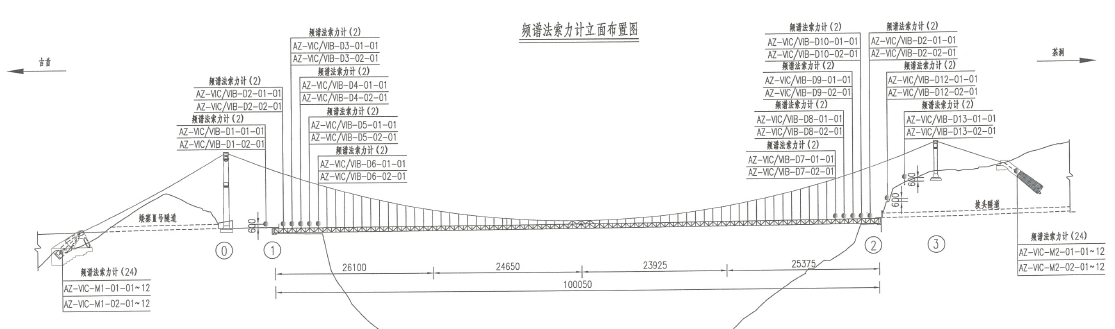 频谱法索力计立面布置图
吉首
茶洞
频谱法索力计(2)
AZ-VIC/VIB-D3-01-01
AZ-VIC/VIB-D3-02-01
频谱法索力计(2)
AZ-VIC/VIB-D4-01-01
AZ-VIC/VIB-D4-02-01
频谱法索力计(2)
AZ-VIC/VIB-D2-01-01
AZ-VIC/VIB-D2-02-01
频谱法索力计(2)
AZ-VIC/VIB-D1-01-01
AZ-VIC/VIB-D1-02-01
频谱法索力计(2)
AZ-VIC/VIB-D5-01-01
AZ-VIC/VIB-D5-02-01
频谱法索力计(2)
AZ-VIC/VIB-D6-01-01
AZ-VIC/VIB-D6-02-01
频谱法索力计(2)
AZ-VIC/VIB-D10-01-01
AZ-VIC/VIB-D10-02-01
频谱法索力计(2)
AZ-VIC/VIB-D2-01-01
AZ-VIC/VIB-D2-02-01
频谱法索力计(2)
AZ-VIC/VIB-D9-01-01
AZ-VIC/VIB-D9-02-01
频谱法索力计(2)
AZ-VIC/VIB-D12-01-01
AZ-VIC/VIB-D12-02-01
频谱法索力计(2)
AZ-VIC/VIB-D8-01-01
AZ-VIC/VIB-D8-02-01
频谱法索力计(2)
AZ-VIC/VIB-D13-01-01
AZ-VIC/VIB-D13-02-01
频谱法索力计(2)
AZ-VIC/VIB-D7-01-01
AZ-VIC/VIB-D7-02-01
600
600
矮寨Ⅲ号隧道
600
坡头隧道
0
1
2
3
频谱法索力计(24)
AZ-VIC-M1-01-01~12
AZ-VIC-M1-02-01~12
频谱法索力计(24)
AZ-VIC-M2-01-01~12
AZ-VIC-M2-02-01~12
26100
24650
23925
25375
100050